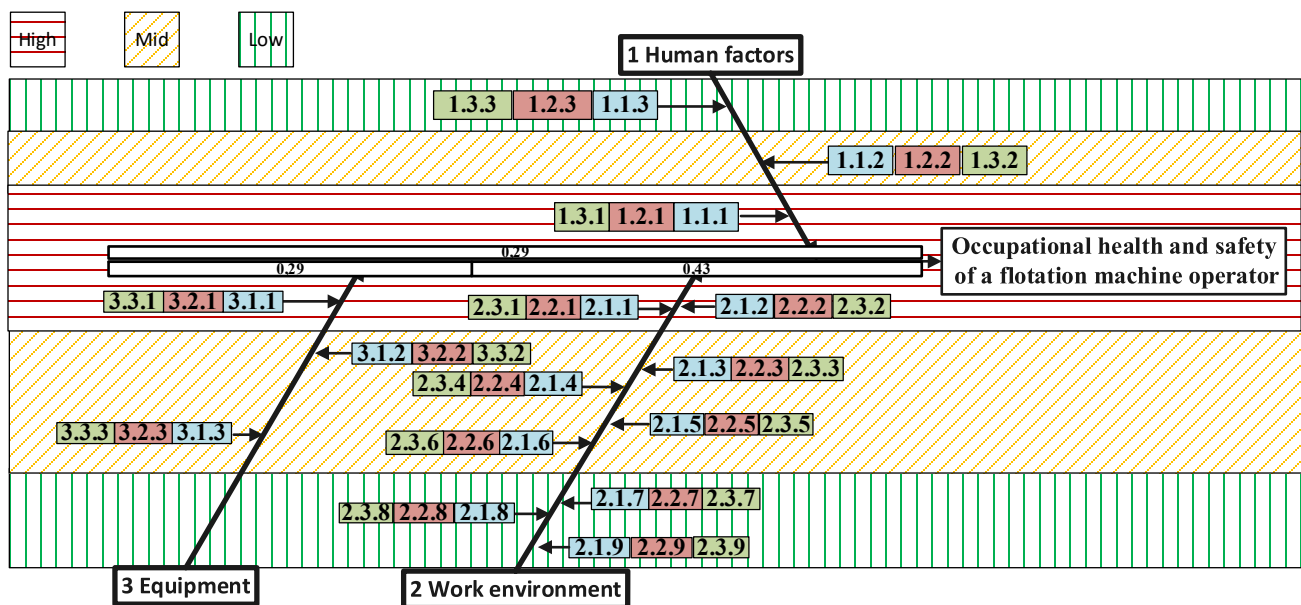 High Mid Low
1 Human factors
1.3.3 1.2.3 1.1.3
1.1.2 1.2.2 1.3.2
1.3.1 1.2.1 1.1.1
0,29
Occupational health and safety
of a flotation machine operator
0,29 0,43
3.3.1 3.2.1 3.1.1
2.3.1 2.2.1 2.1.1
2.1.2 2.2.2 2.3.2
3.1.2 3.2.2 3.3.2
2.1.3 2.2.3 2.3.3
2.3.4 2.2.4 2.1.4
2.1.5 2.2.5 2.3.5
3.3.3 3.2.3 3.1.3
2.3.6 2.2.6 2.1.6
2.1.7 2.2.7 2.3.7
2.3.8 2.2.8 2.1.8
2.1.9 2.2.9 2.3.9
3 Equipment
2 Work environment